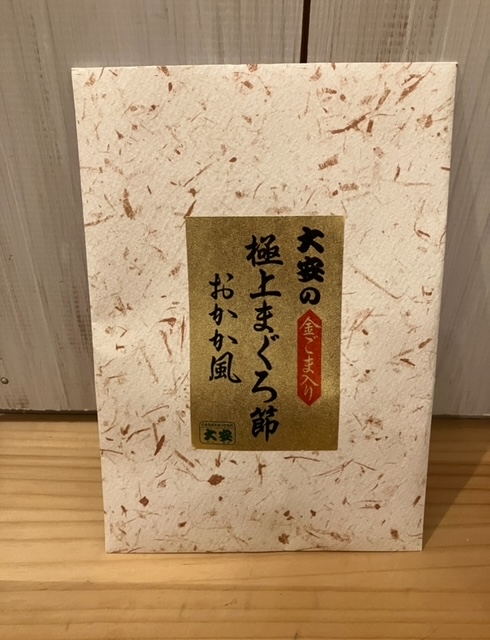 大安の
金ごま入り
極上まぐろ節
おかか風
大安